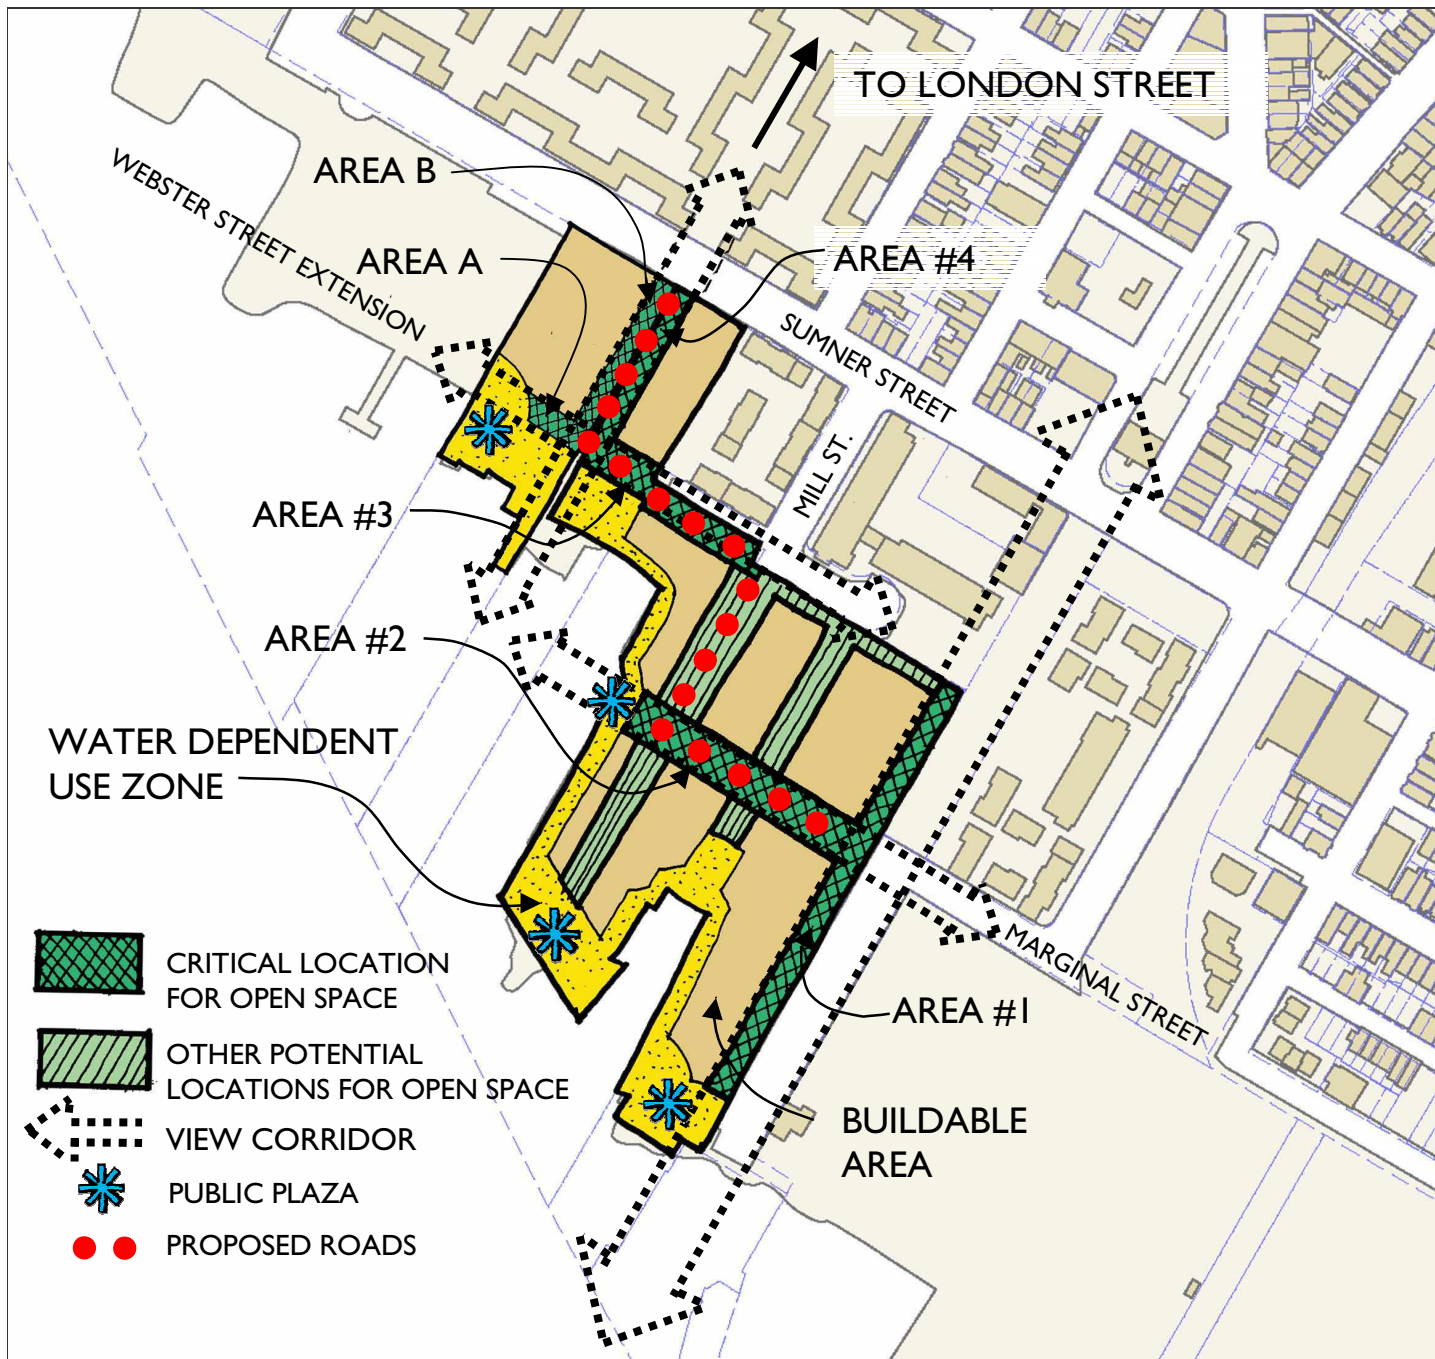 TO LONDON STREET
AREA B
WEBSTER STREET EXTENSION
AREA A
AREA #4
SUMNER STREET
MILL ST.
AREA #3
AREA #2
WATER DEPENDENT
USE ZONE
MARGINAL STREET
AREA #1
BUILDABLE
AREA
CRITICAL LOCATION
FOR OPEN SPACE
OTHER POTENTIAL
LOCATIONS FOR OPEN SPACE
VIEW CORRIDOR
PUBLIC PLAZA
PROPOSED ROADS